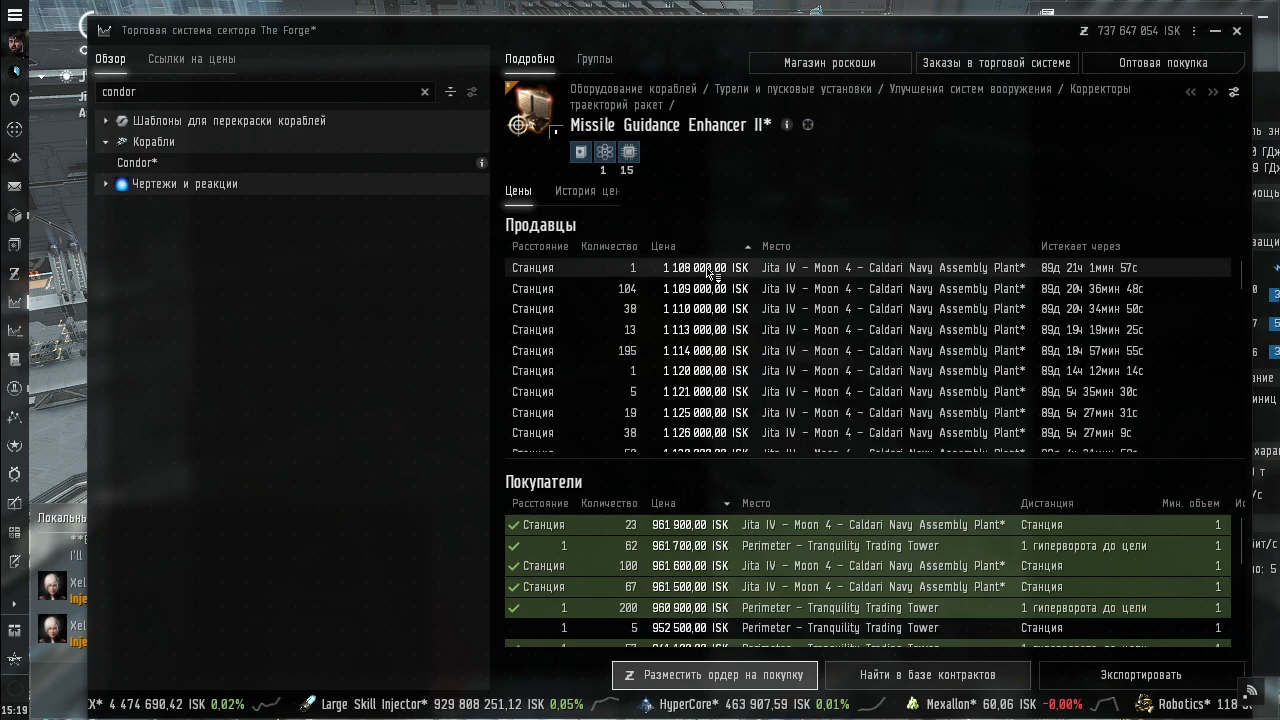 Торговая система сектора The Forge*
737 647 054 ISK
Обзор
Ссылки на цены
condor
Шаблоны для перекраски кораблей
Корабли
Condor*
Чертежи и реакции
Подробно
Группы
Магазин роскоши
Заказы в торговой системе
Оптовая покупка
Оборудование кораблей / Турели и пусковые установки / Улучшения систем вооружения / Корректоры
траекторий ракет /
Missile Guidance Enhancer II*
1 15
Цены
История цен
Продавцы
Расстояние Количество Цена Место Истекает через
Станция 1 1 108 000,00 ISK Jita IV - Moon 4 - Caldari Navy Assembly Plant* 89д 21ч 1мин 57с
Станция 104 1 109 000,00 ISK Jita IV - Moon 4 - Caldari Navy Assembly Plant* 89д 20ч 36мин 48с
Станция 38 1 110 000,00 ISK Jita IV - Moon 4 - Caldari Navy Assembly Plant* 89д 20ч 34мин 50с
Станция 13 1 113 000,00 ISK Jita IV - Moon 4 - Caldari Navy Assembly Plant* 89д 19ч 19мин 25с
Станция 195 1 114 000,00 ISK Jita IV - Moon 4 - Caldari Navy Assembly Plant* 89д 18ч 57мин 55с
Станция 1 1 120 000,00 ISK Jita IV - Moon 4 - Caldari Navy Assembly Plant* 89д 14ч 12мин 14с
Станция 5 1 121 000,00 ISK Jita IV - Moon 4 - Caldari Navy Assembly Plant* 89д 5ч 35мин 30с
Станция 19 1 125 000,00 ISK Jita IV - Moon 4 - Caldari Navy Assembly Plant* 89д 5ч 27мин 31с
Станция 38 1 126 000,00 ISK Jita IV - Moon 4 - Caldari Navy Assembly Plant* 89д 5ч 27мин 9с
Покупатели
Расстояние Количество Цена Место Дистанция Мин. объем Ис
Станция 23 961 900,00 ISK Jita IV - Moon 4 - Caldari Navy Assembly Plant* Станция 1
1 62 961 700,00 ISK Perimeter - Tranquility Trading Tower 1 гиперворота до цели 1
Станция 100 961 600,00 ISK Jita IV - Moon 4 - Caldari Navy Assembly Plant* Станция 1
Станция 67 961 500,00 ISK Jita IV - Moon 4 - Caldari Navy Assembly Plant* Станция 1
1 200 960 900,00 ISK Perimeter - Tranquility Trading Tower 1 гиперворота до цели 1
1 5 952 500,00 ISK Perimeter - Tranquility Trading Tower Станция 1
Разместить ордер на покупку
Найти в базе контрактов
Экспортировать
Локальны
I'll
Xel
Inje
Xel
Inje
15:19
X* 4 474 690,42 ISK 0,02% Large Skill Injector* 929 808 251,12 ISK 0,05% HyperCore* 463 907,59 ISK 0,01% Mexallon* 60,06 ISK -0,00% Robotics* 118